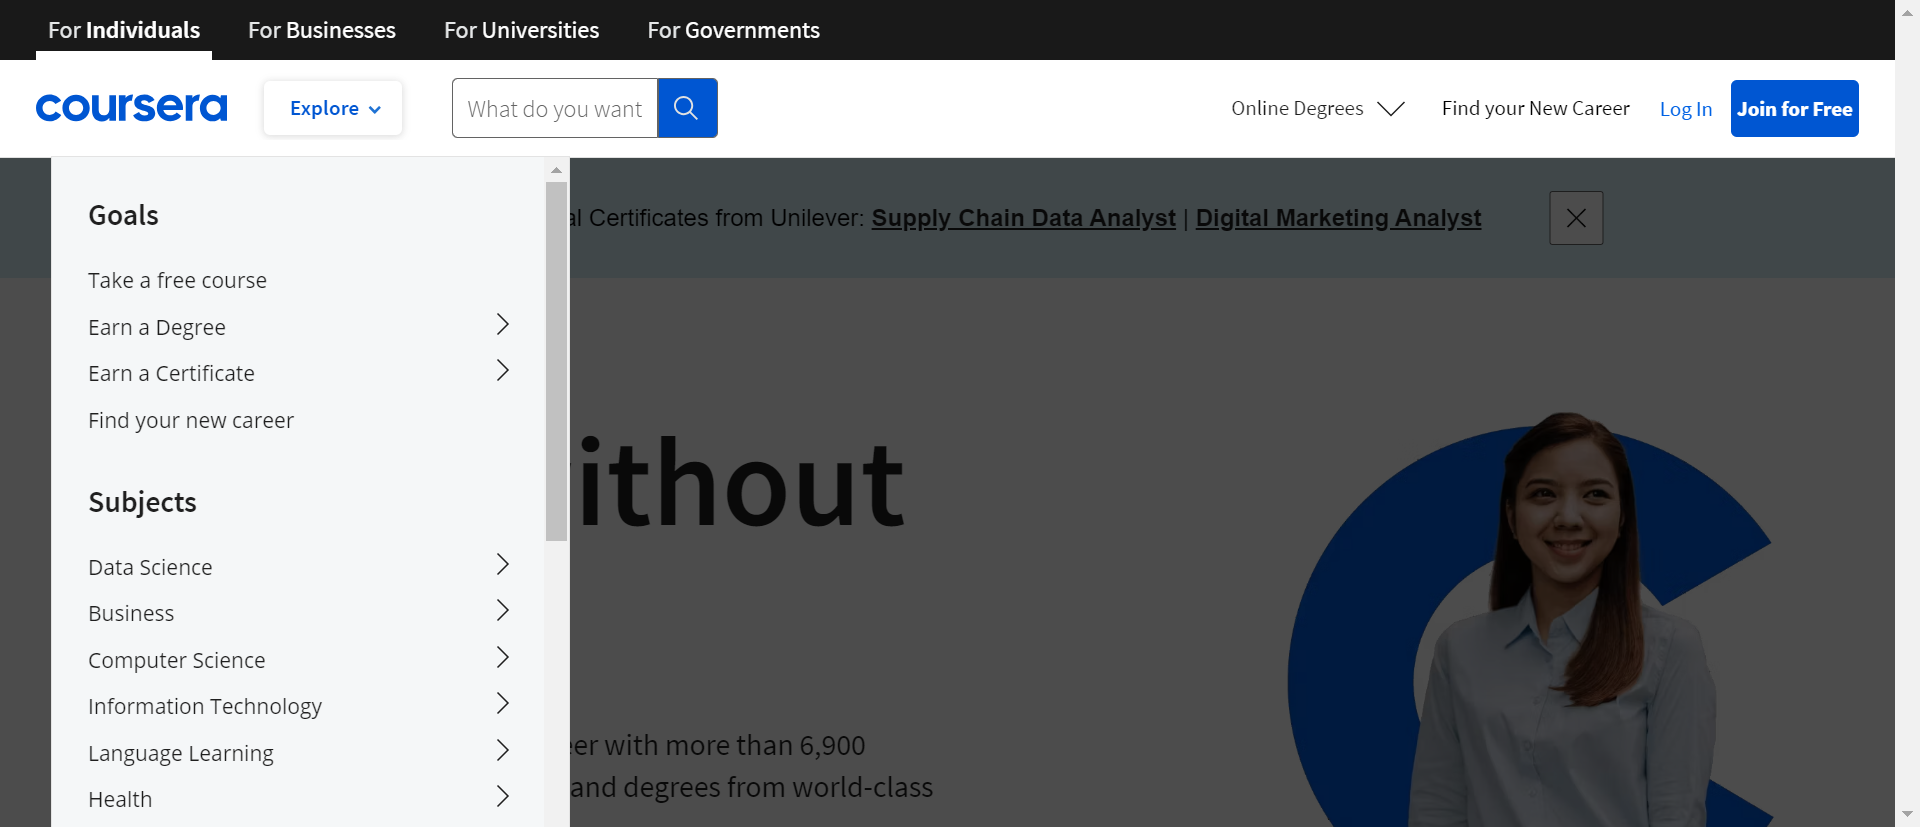 For Individuals For Businesses For Universities For Governments
coursera Explore What do you want Online Degrees Find your New Career Log In Join for Free
Goals
Take a free course
Earn a Degree
Earn a Certificate
Find your new career
Subjects
Data Science
Business
Computer Science
Information Technology
Language Learning
Health
Certificates from Unilever: Supply Chain Data Analyst | Digital Marketing Analyst
ithout
er with more than 6,900
and degrees from world-class